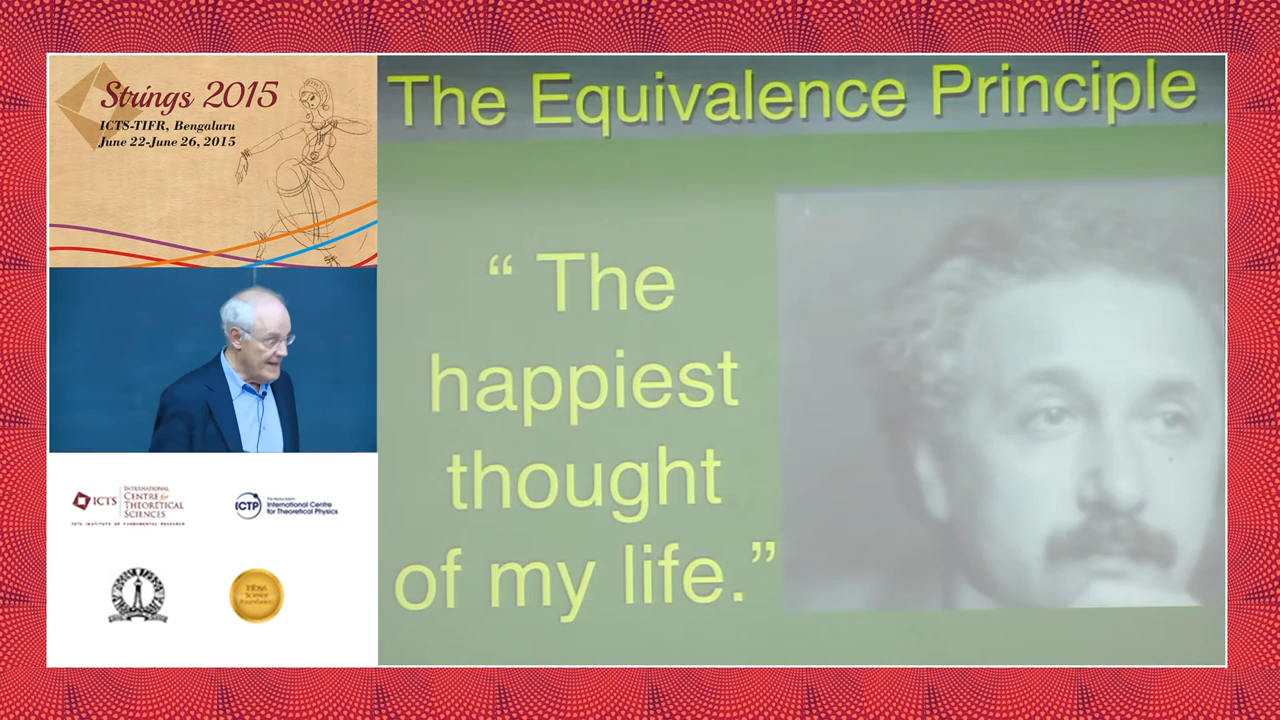 Strings 2015
ICTS-TIFR, Bengaluru
June 22-June 26, 2015
The Equivalence Principle
“ The
happiest
thought
of my life.”
ICTS
INTERNATIONAL
CENTRE for
THEORETICAL
SCIENCES
TATA INSTITUTE OF FUNDAMENTAL RESEARCH
ICTP
The Abdus Salam
International Centre
for Theoretical Physics
Infosys
Science
Foundation